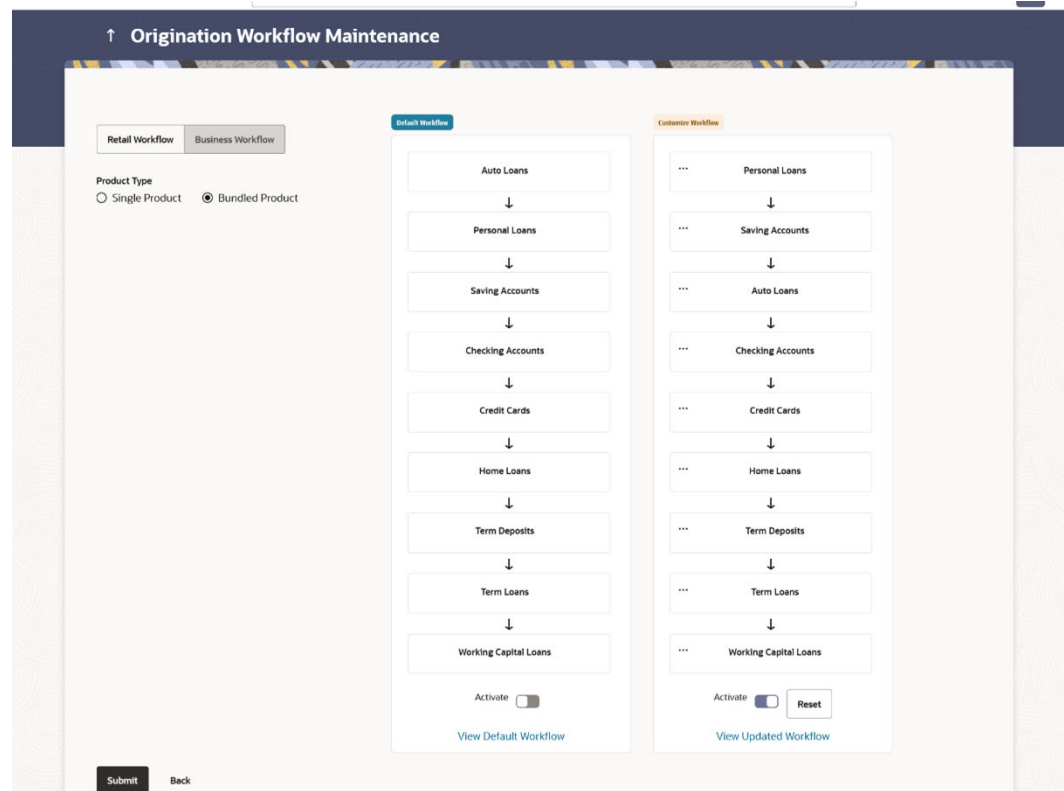 ↑ Origination Workflow Maintenance
Retail Workflow Business Workflow
Product Type
Single Product Bundled Product
Default Workflow
Auto Loans
↓
Personal Loans
↓
Saving Accounts
↓
Checking Accounts
↓
Credit Cards
↓
Home Loans
↓
Term Deposits
↓
Term Loans
↓
Working Capital Loans
Activate
View Default Workflow
Customize Workflow
... Personal Loans
↓
... Saving Accounts
↓
... Auto Loans
↓
... Checking Accounts
↓
... Credit Cards
↓
... Home Loans
↓
... Term Deposits
↓
... Term Loans
↓
... Working Capital Loans
Activate Reset
View Updated Workflow
Submit Back